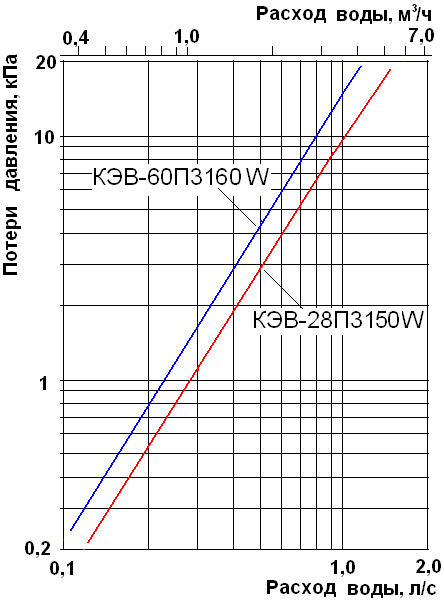 Расход воды, м³/ч
0,4 1,0 7,0
Потери давления, кПа
20
10
КЭВ-60П3160W
КЭВ-28П3150W
1
0,2
0,1 1,0 2,0
Расход воды, л/с